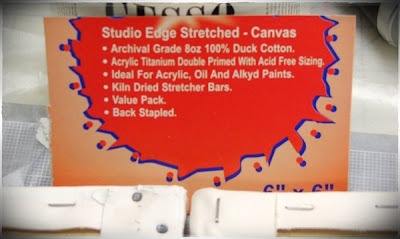 GESSO
Studio Edge Stretched - Canvas
• Archival Grade 8oz 100% Duck Cotton.
• Acrylic Titanium Double Primed With Acid Free Sizing.
• Ideal For Acrylic, Oil And Alkyd Paints.
• Kiln Dried Stretcher Bars.
• Value Pack.
• Back Stapled.
6" x 6"